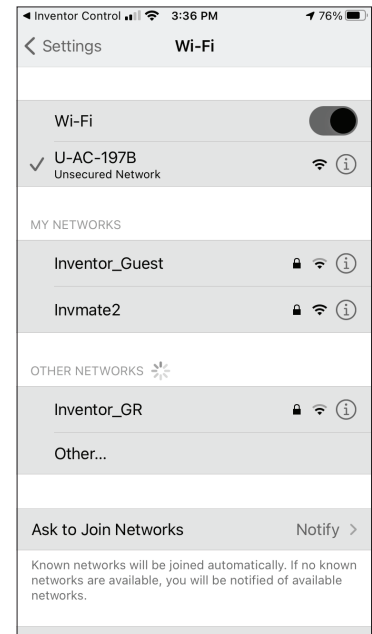 ◀ Inventor Control 3:36 PM 76%
Settings Wi-Fi
Wi-Fi
U-AC-197B
Unsecured Network
MY NETWORKS
Inventor_Guest
Invmate2
OTHER NETWORKS
Inventor_GR
Other...
Ask to Join Networks Notify
Known networks will be joined automatically. If no known
networks are available, you will be notified of available
networks.